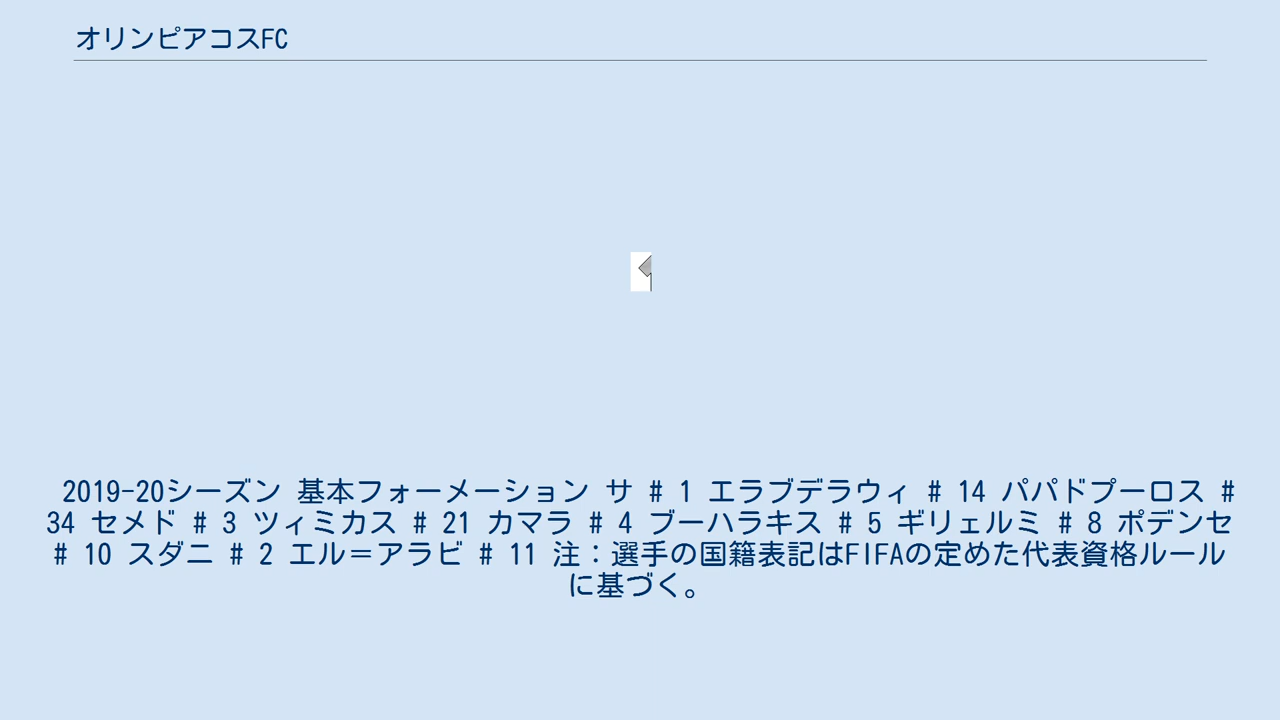 オリンピアコスFC
2019-20シーズン 基本フォーメーション サ # 1 エラブデラウィ # 14 パパドプーロス #
34 セメド # 3 ツィミカス # 21 カマラ # 4 ブーハラキス # 5 ギリェルミ # 8 ポデンセ
# 10 スダニ # 2 エル＝アラビ # 11 注：選手の国籍表記はFIFAの定めた代表資格ルール
に基づく。